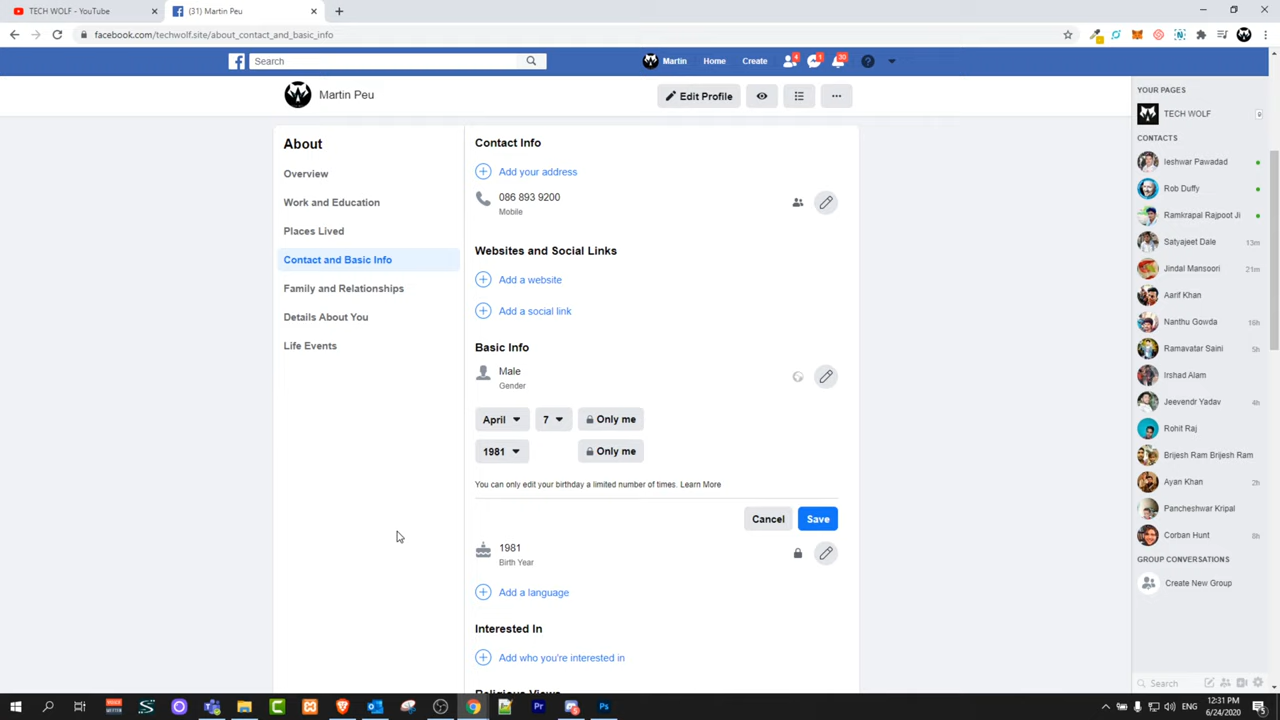 TECH WOLF - YouTube
(31) Martin Peu
facebook.com/techwolf.site/about_contact_and_basic_info
Search
Martin
Home
Create
4
1
30
Martin Peu
Edit Profile
About
Overview
Work and Education
Places Lived
Contact and Basic Info
Family and Relationships
Details About You
Life Events
Contact Info
Add your address
086 893 9200
Mobile
Websites and Social Links
Add a website
Add a social link
Basic Info
Male
Gender
April
7
Only me
1981
Only me
You can only edit your birthday a limited number of times. Learn More
Cancel
Save
1981
Birth Year
Add a language
Interested In
Add who you're interested in
Religious Views
YOUR PAGES
TECH WOLF
CONTACTS
Ieshwar Pawadad
Rob Duffy
Ramkrapal Rajpoot Ji
Satyajeet Dale 13m
Jindal Mansoori 21m
Aarif Khan
Nanthu Gowda 16h
Ramavatar Saini 5h
Irshad Alam
Jeevendr Yadav 4h
Rohit Raj
Brijesh Ram Brijesh Ram
Ayan Khan 2h
Pancheshwar Kripal
Corban Hunt 8h
GROUP CONVERSATIONS
Create New Group
Search
ENG
12:31 PM
6/24/2020